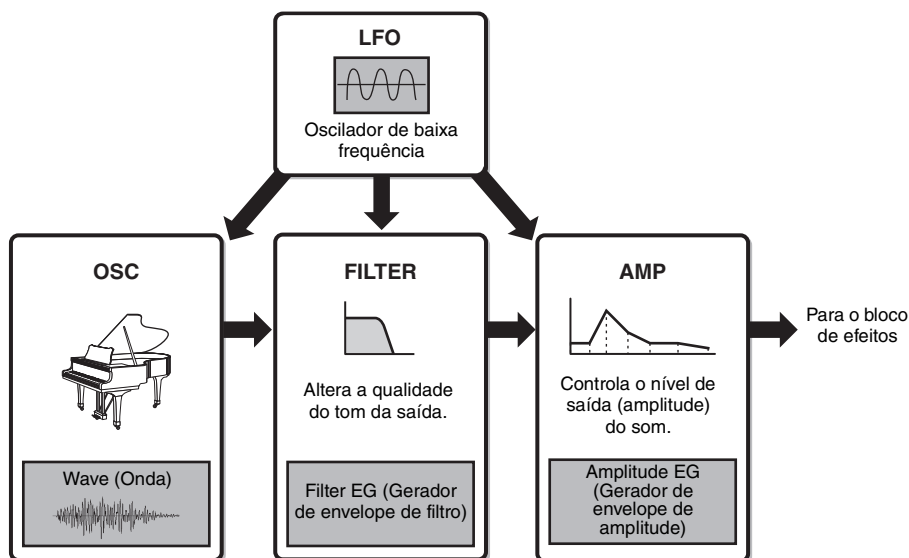 LFO
Oscilador de baixa
frequência
OSC
FILTER
AMP
Altera a qualidade
do tom da saída.
Controla o nível de
saída (amplitude)
do som.
Para o bloco
de efeitos
Wave (Onda)
Filter EG (Gerador
de envelope de filtro)
Amplitude EG
(Gerador de
envelope de
amplitude)